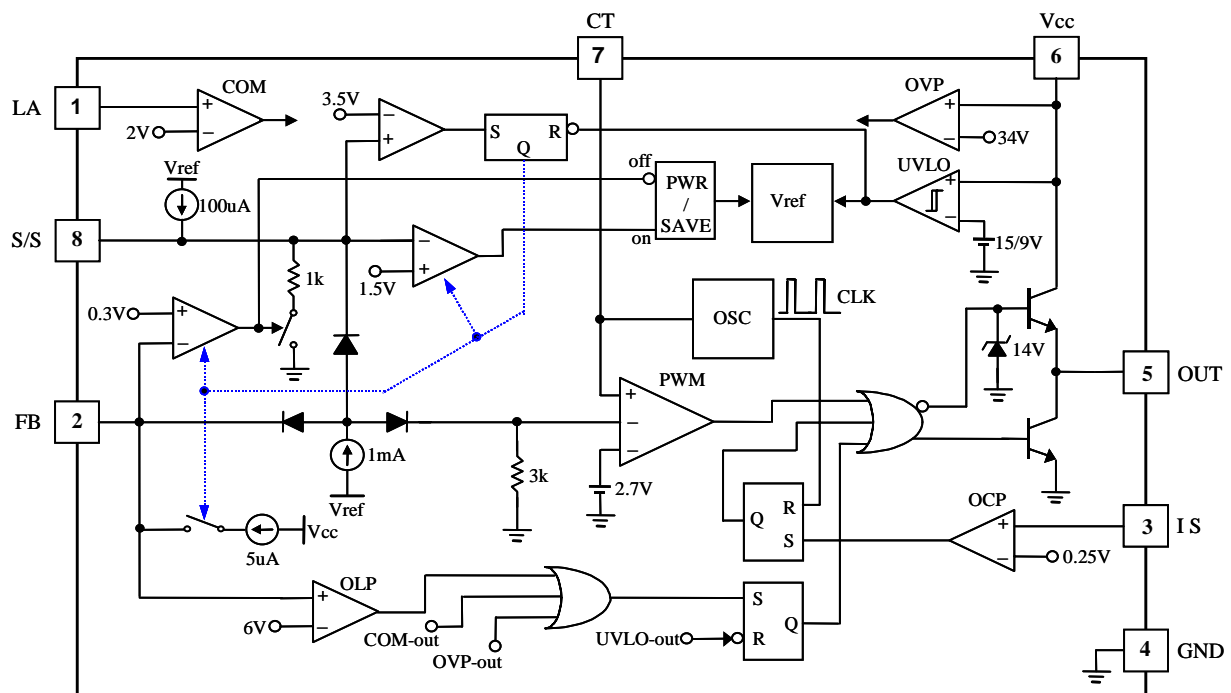 CT
Vcc
7
6
LA
1
COM
+
−
2V
3.5V
−
+
S
R
Q
OVP
+
−
34V
Vref
100uA
off
PWR
/
SAVE
on
Vref
UVLO
+
−
15/9V
S/S
8
1k
−
+
1.5V
0.3V
+
−
OSC
CLK
14V
5
OUT
FB
2
PWM
+
−
−
1mA
Vref
3k
2.7V
Q
R
S
OCP
+
−
3
I S
0.25V
Vcc
5uA
OLP
+
−
6V
COM-out
OVP-out
UVLO-out
S
R
Q
4
GND